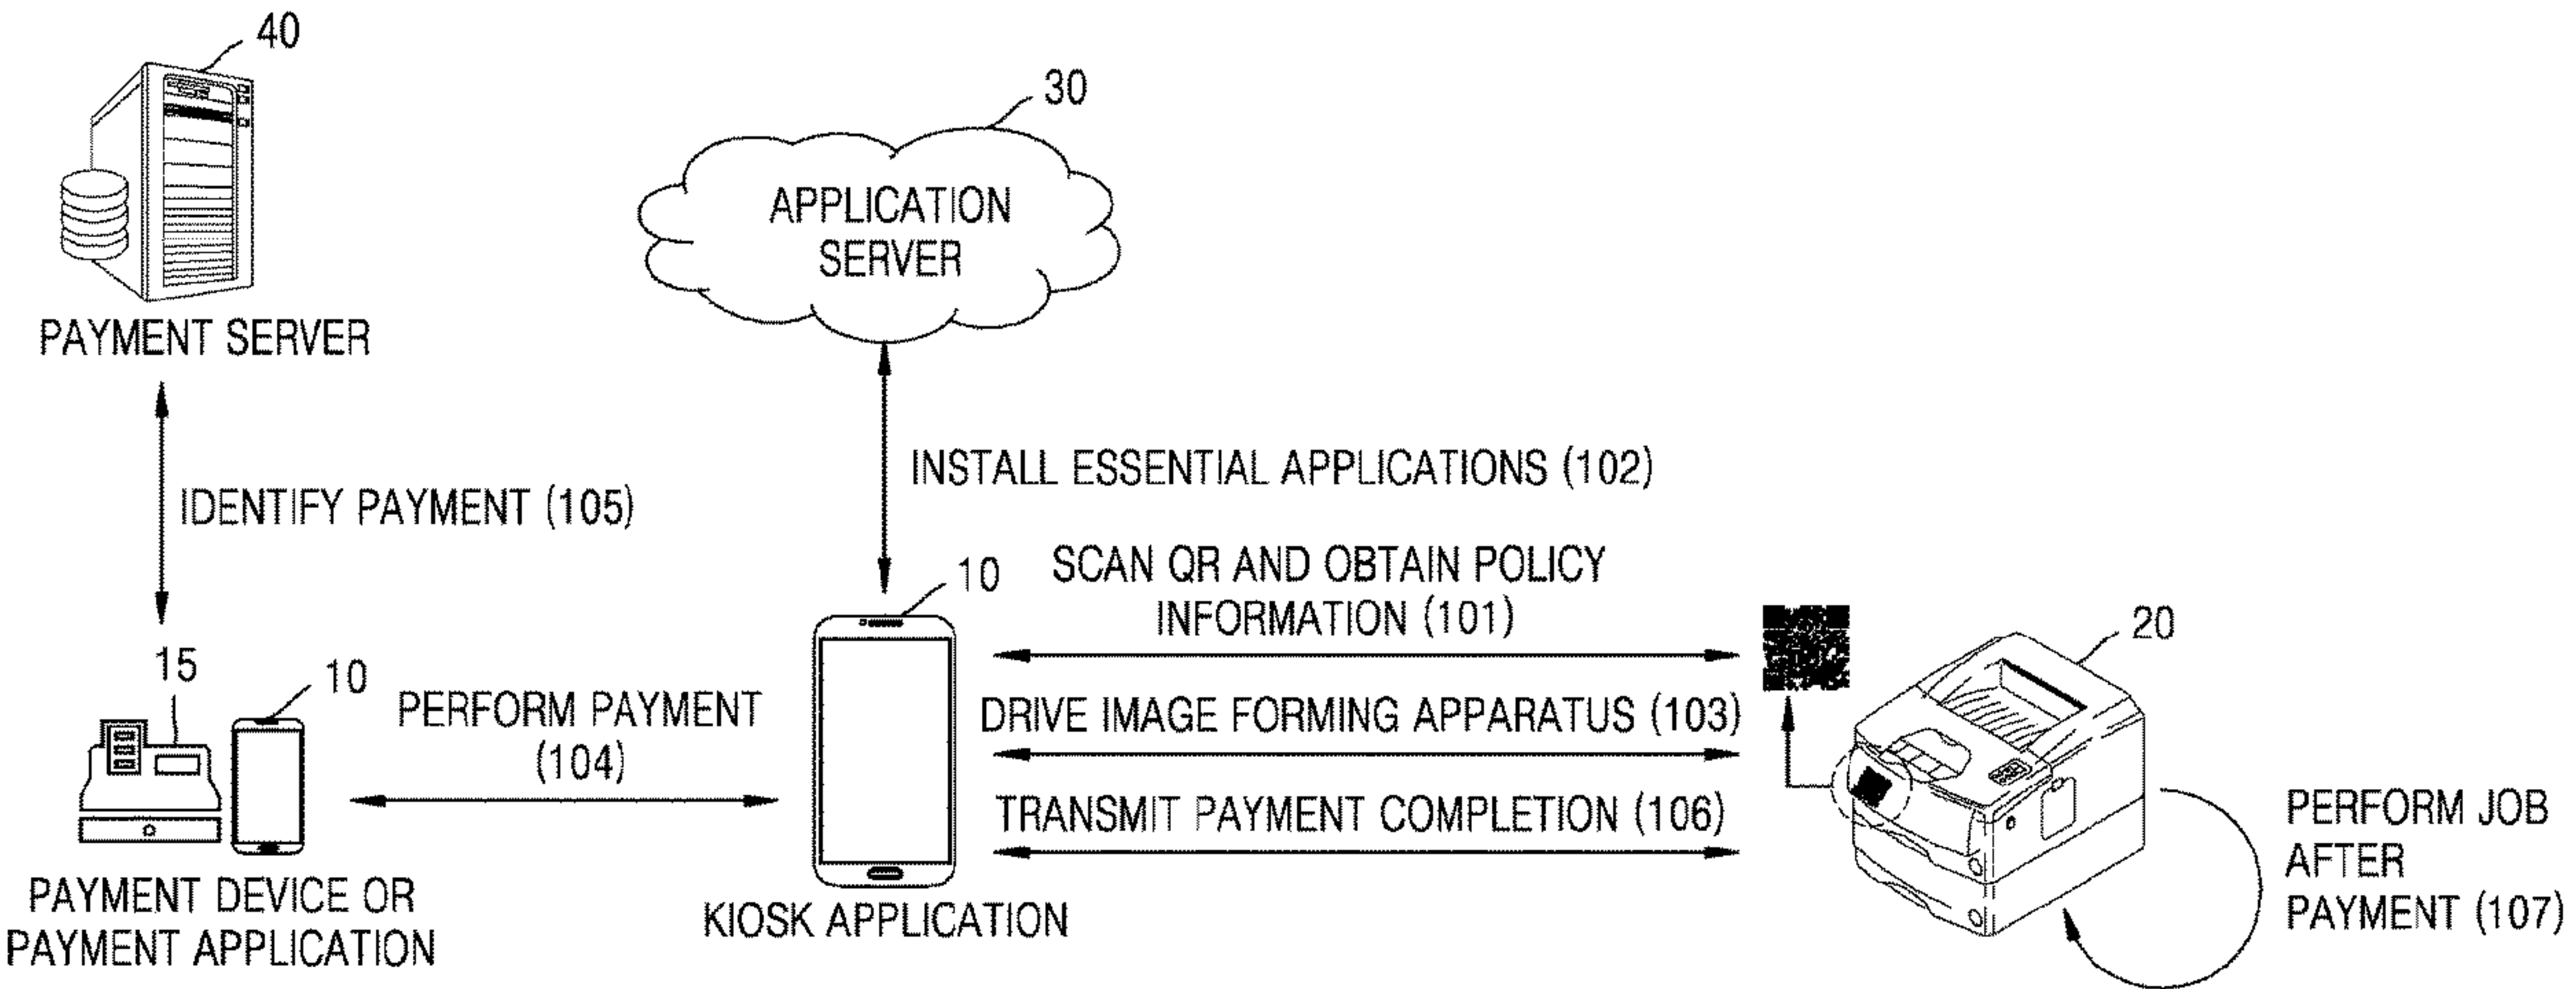 40
PAYMENT SERVER
30
APPLICATION
SERVER
INSTALL ESSENTIAL APPLICATIONS (102)
IDENTIFY PAYMENT (105)
10
SCAN QR AND OBTAIN POLICY
INFORMATION (101)
20
15
10
PERFORM PAYMENT
(104)
DRIVE IMAGE FORMING APPARATUS (103)
TRANSMIT PAYMENT COMPLETION (106)
PERFORM JOB
AFTER
PAYMENT (107)
PAYMENT DEVICE OR
PAYMENT APPLICATION
KIOSK APPLICATION